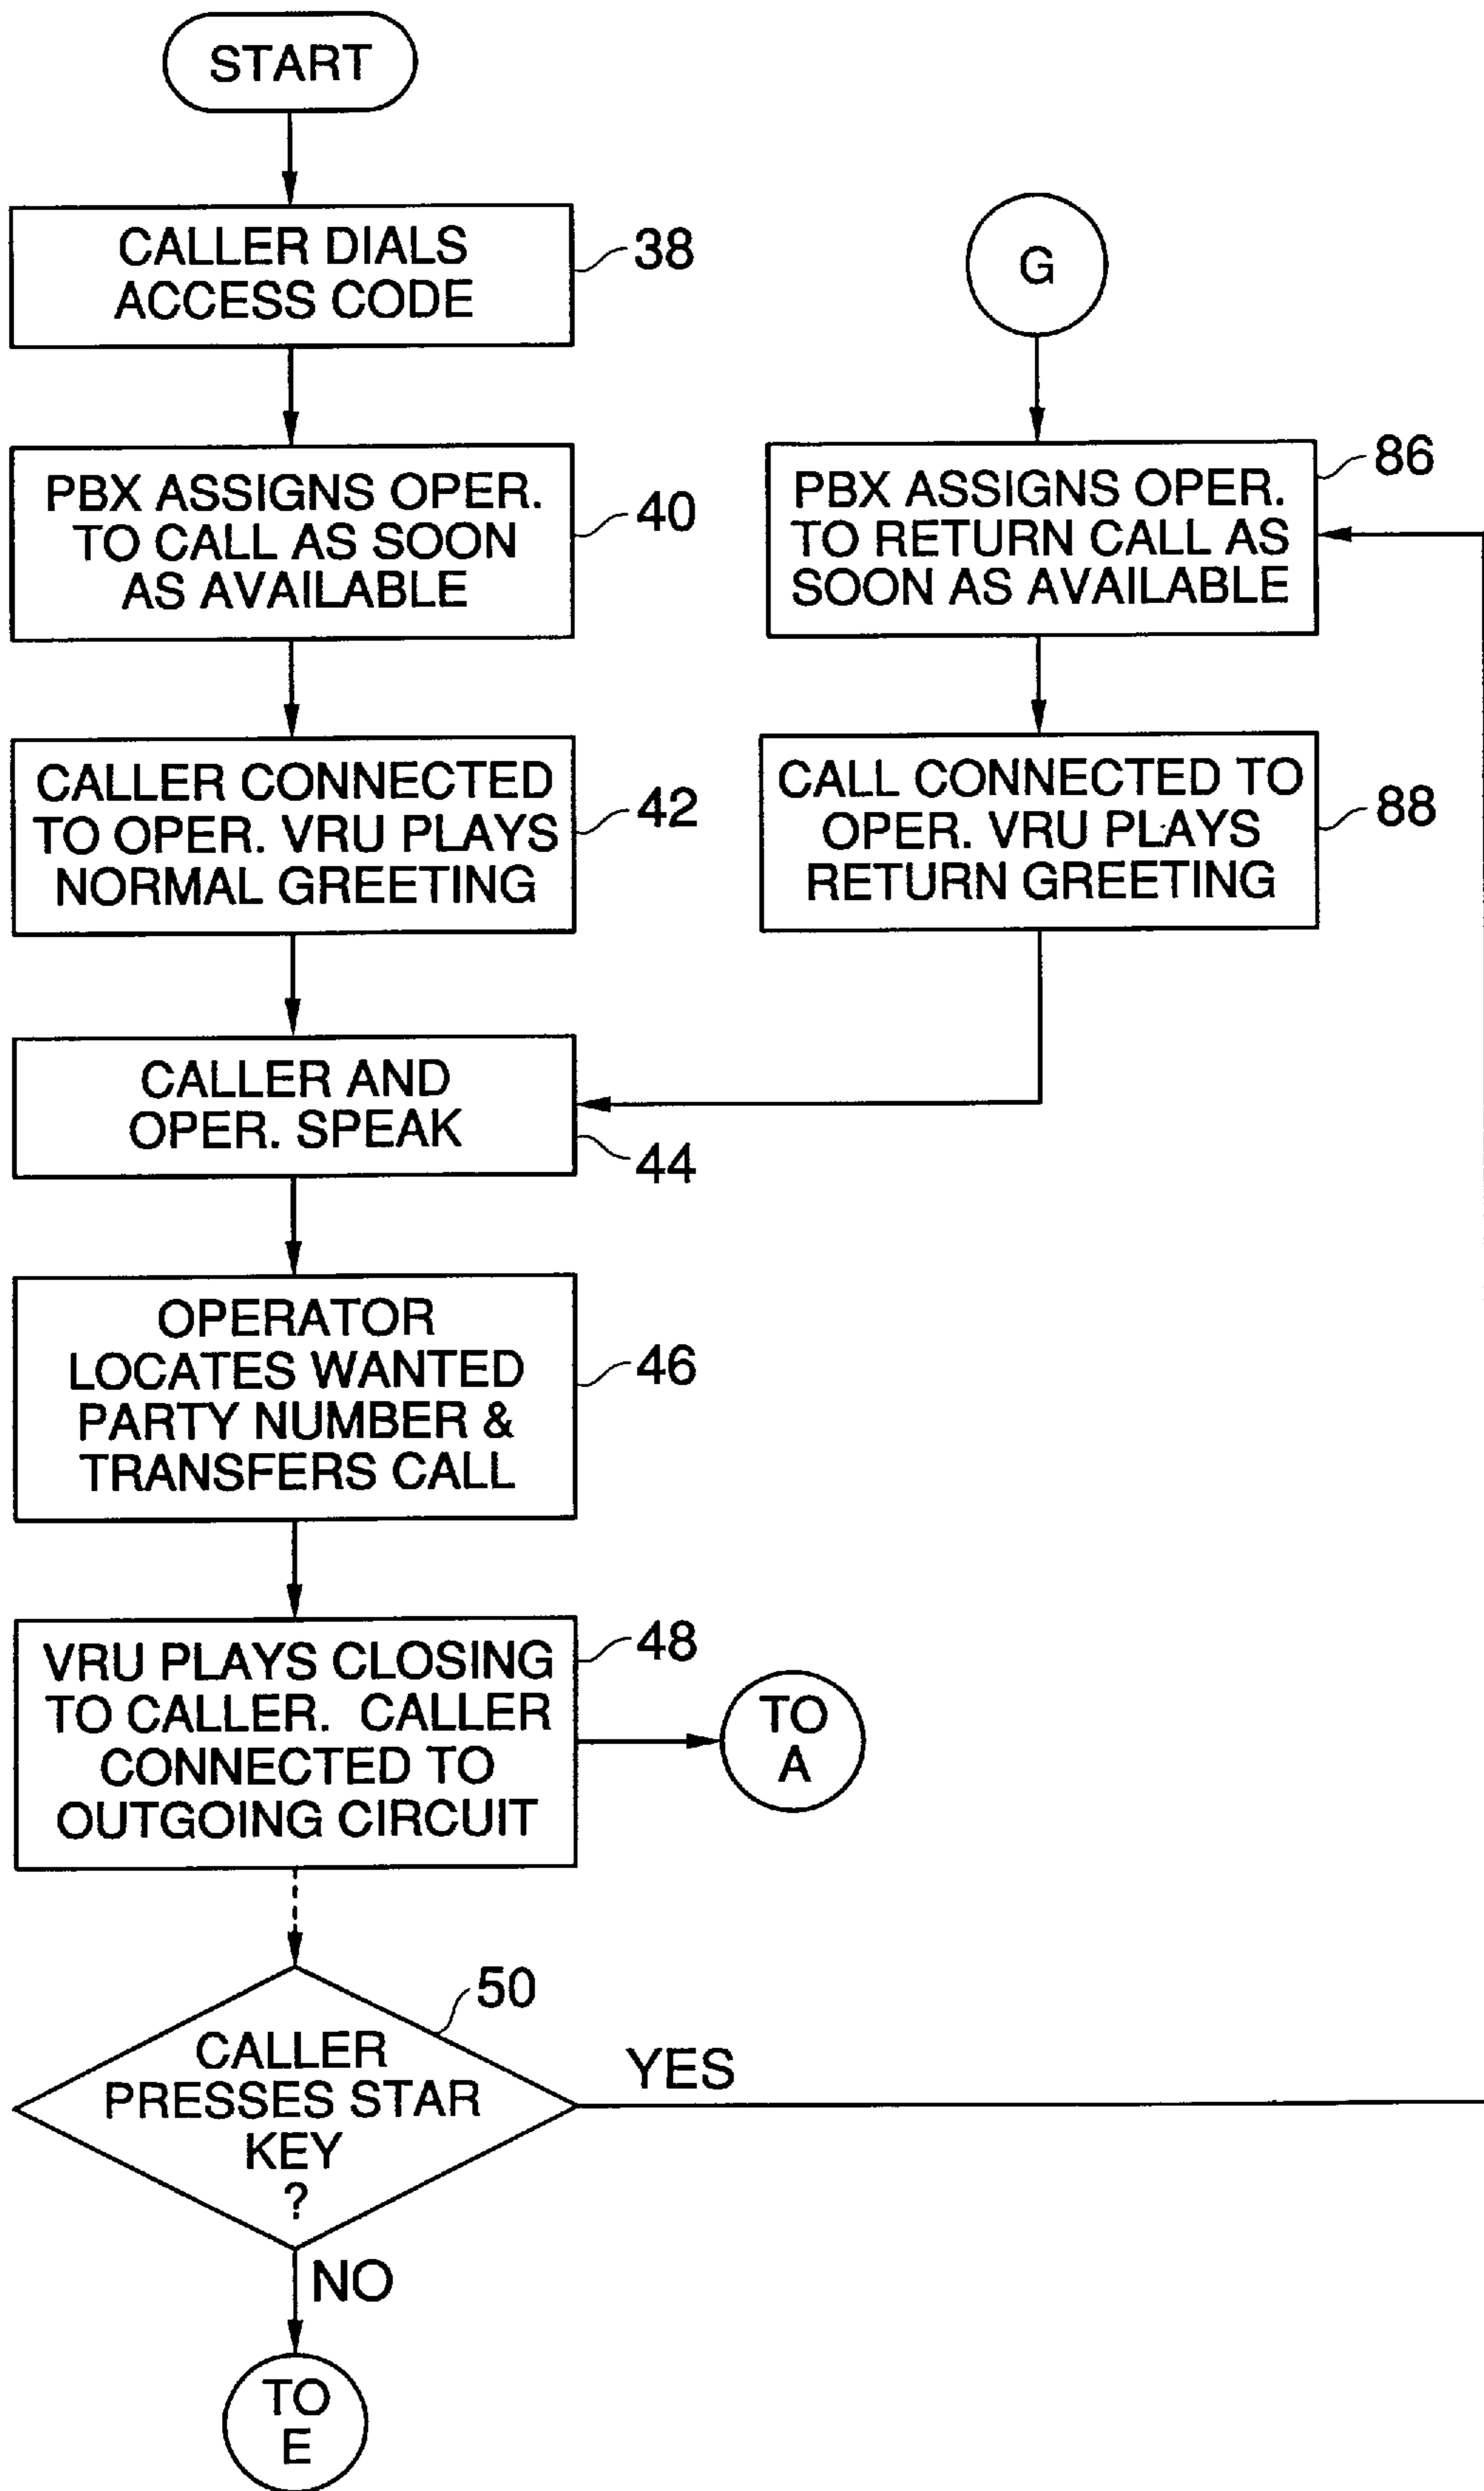 START
CALLER DIALS
ACCESS CODE
38
PBX ASSIGNS OPER.
TO CALL AS SOON
AS AVAILABLE
40
CALLER CONNECTED
TO OPER. VRU PLAYS
NORMAL GREETING
42
CALLER AND
OPER. SPEAK
44
OPERATOR
LOCATES WANTED
PARTY NUMBER &
TRANSFERS CALL
46
VRU PLAYS CLOSING
TO CALLER. CALLER
CONNECTED TO
OUTGOING CIRCUIT
48
TO
A
CALLER
PRESSES STAR
KEY
?
50
YES
NO
TO
E
G
PBX ASSIGNS OPER.
TO RETURN CALL AS
SOON AS AVAILABLE
86
CALL CONNECTED TO
OPER. VRU PLAYS
RETURN GREETING
88